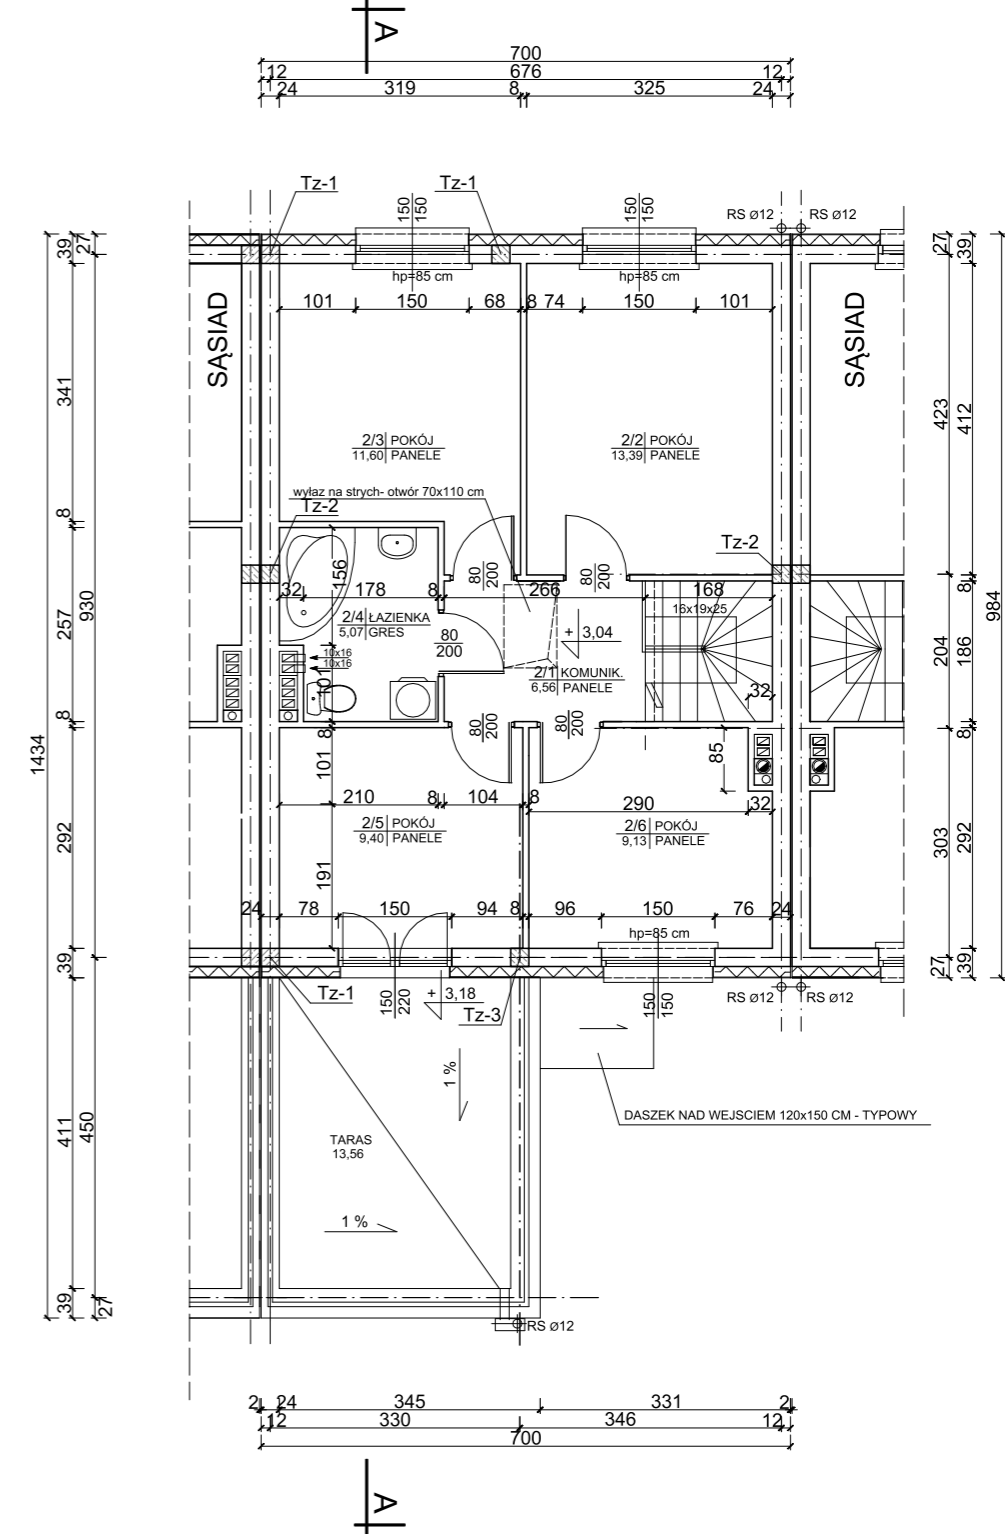 A
700
12 676 12
24 319 8 325 24
Tz-1
Tz-1
150
150
150
150
RS ø12
RS ø12
39
27
27
39
hp=85 cm
hp=85 cm
101 150 68 8 74 150 101
SĄSIAD
SĄSIAD
341
423
412
2/3 POKÓJ
11,60 PANELE
2/2 POKÓJ
13,39 PANELE
wyłaz na strych- otwór 70x110 cm
8
Tz-2
Tz-2
80
200
80
200
156
32 178 8 266 168
16x19x25
2/4 ŁAZIENKA
5,07 GRES
80
200
+ 3,04
257
930
8
204
186
984
10x16
10x16
101
2/1 KOMUNIK.
6,56 PANELE
32
8
1434
8
80
200
80
200
8
101
85
210 8 104 8 290 32
2/5 POKÓJ
9,40 PANELE
2/6 POKÓJ
9,13 PANELE
292
303
292
191
24 78 150 94 8 96 150 76 24
hp=85 cm
39
27
39
Tz-1
150
220
+ 3,18
Tz-3
150
150
RS ø12
RS ø12
1 %
DASZEK NAD WEJSCIEM 120x150 CM - TYPOWY
411
450
TARAS
13,56
1 %
39
27
RS ø12
2 24 345 331 2
12 330 346 12
700
A